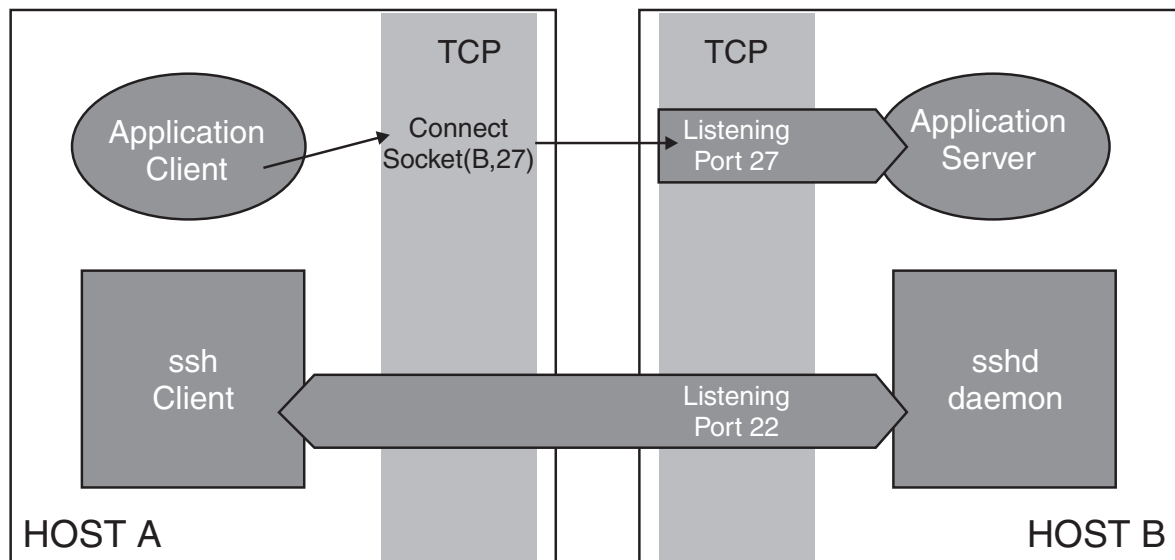 TCP
TCP
Application
Client
Connect
Socket(B,27)
Listening
Port 27
Application
Server
ssh
Client
Listening
Port 22
sshd
daemon
HOST A
HOST B